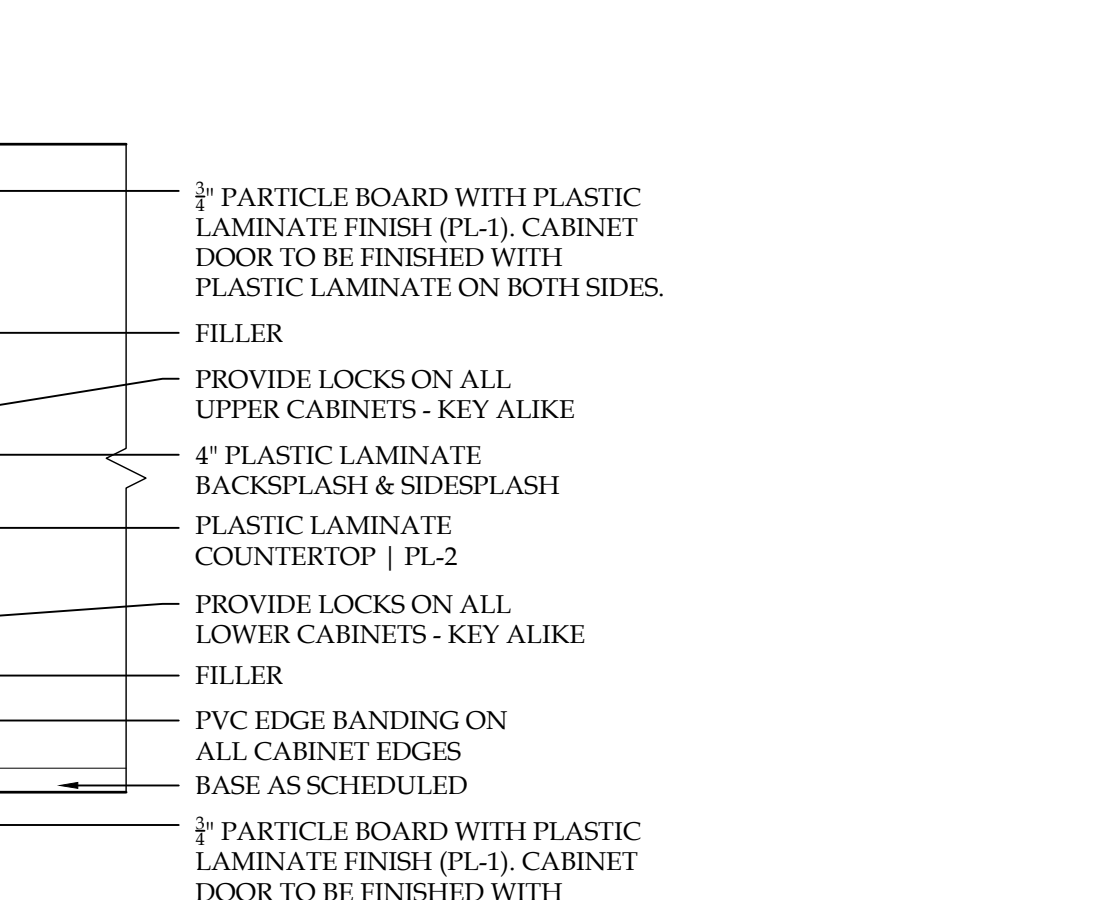 3/4" PARTICLE BOARD WITH PLASTIC
LAMINATE FINISH (PL-1). CABINET
DOOR TO BE FINISHED WITH
PLASTIC LAMINATE ON BOTH SIDES.
FILLER
PROVIDE LOCKS ON ALL
UPPER CABINETS - KEY ALIKE
4" PLASTIC LAMINATE
BACKSPLASH & SIDESPLASH
PLASTIC LAMINATE
COUNTERTOP | PL-2
PROVIDE LOCKS ON ALL
LOWER CABINETS - KEY ALIKE
FILLER
PVC EDGE BANDING ON
ALL CABINET EDGES
BASE AS SCHEDULED
3/4" PARTICLE BOARD WITH PLASTIC
LAMINATE FINISH (PL-1). CABINET
DOOR TO BE FINISHED WITH